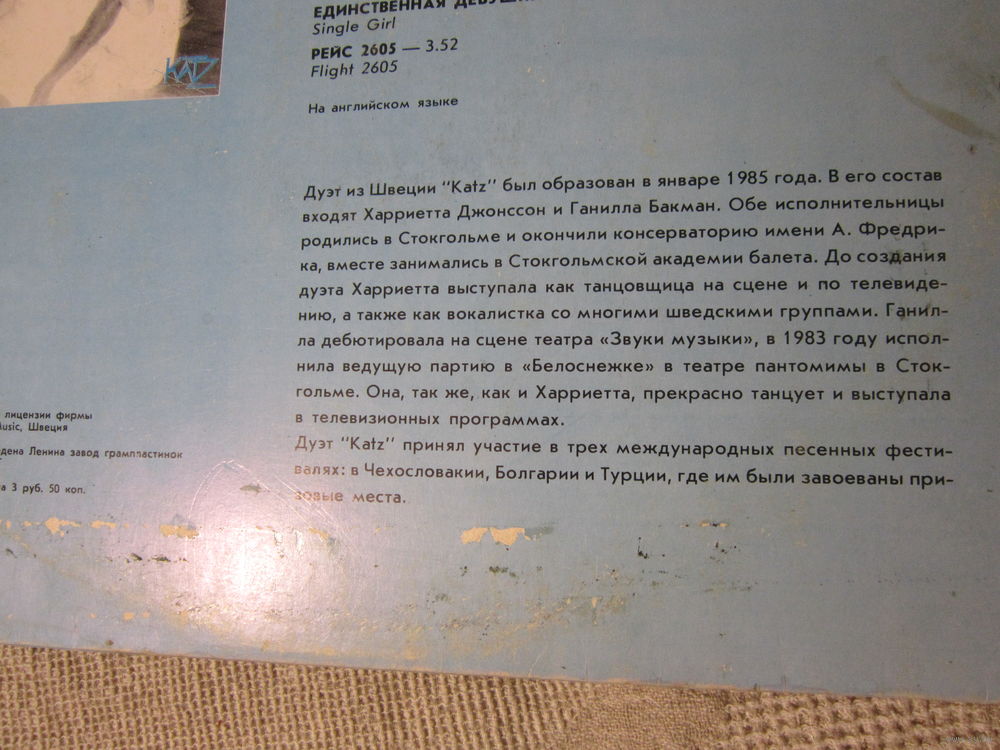 ЕДИНСТВЕННАЯ
Single Girl
РЕЙС 2605 — 3.52
Flight 2605
На английском языке
KATZ
Дуэт из Швеции "Katz" был образован в январе 1985 года. В его состав
входят Харриетта Джонссон и Ганилла Бакман. Обе исполнительницы
родились в Стокгольме и окончили консерваторию имени А. Фредри-
ка, вместе занимались в Стокгольмской академии балета. До создания
дуэта Харриетта выступала как танцовщица на сцене и по телевиде-
нию, а также как вокалистка со многими шведскими группами. Ганил-
ла дебютировала на сцене театра «Звуки музыки», в 1983 году испол-
нила ведущую партию в «Белоснежке» в театре пантомимы в Сток-
гольме. Она, так же, как и Харриетта, прекрасно танцует и выступала
в телевизионных программах.
Дуэт "Katz" принял участие в трех международных песенных фести-
валях: в Чехословакии, Болгарии и Турции, где им были завоеваны при-
зовые места.
лицензии фирмы
Music, Швеция
дена Ленина завод грампластинок
а 3 руб. 50 коп.